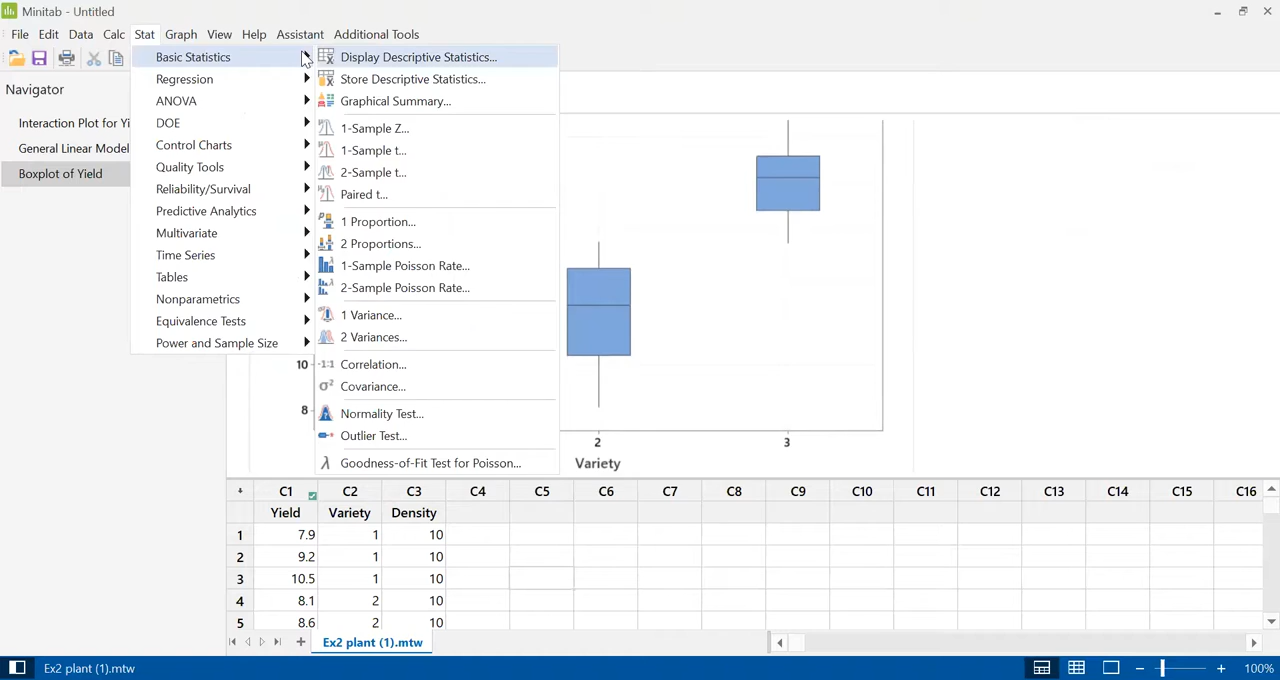 Minitab - Untitled
File Edit Data Calc Stat Graph View Help Assistant Additional Tools
Navigator
Interaction Plot for Yi
General Linear Model
Boxplot of Yield
Basic Statistics
Regression
ANOVA
DOE
Control Charts
Quality Tools
Reliability/Survival
Predictive Analytics
Multivariate
Time Series
Tables
Nonparametrics
Equivalence Tests
Power and Sample Size
Display Descriptive Statistics...
Store Descriptive Statistics...
Graphical Summary...
1-Sample Z...
1-Sample t...
2-Sample t...
Paired t...
1 Proportion...
2 Proportions...
1-Sample Poisson Rate...
2-Sample Poisson Rate...
1 Variance...
2 Variances...
-1:1 Correlation...
σ² Covariance...
Normality Test...
Outlier Test...
λ Goodness-of-Fit Test for Poisson...
10
8
2 3
Variety
C1 C2 C3 C4 C5 C6 C7 C8 C9 C10 C11 C12 C13 C14 C15 C16
Yield Variety Density
1 7.9 1 10
2 9.2 1 10
3 10.5 1 10
4 8.1 2 10
5 8.6 2 10
Ex2 plant (1).mtw
Ex2 plant (1).mtw
100%